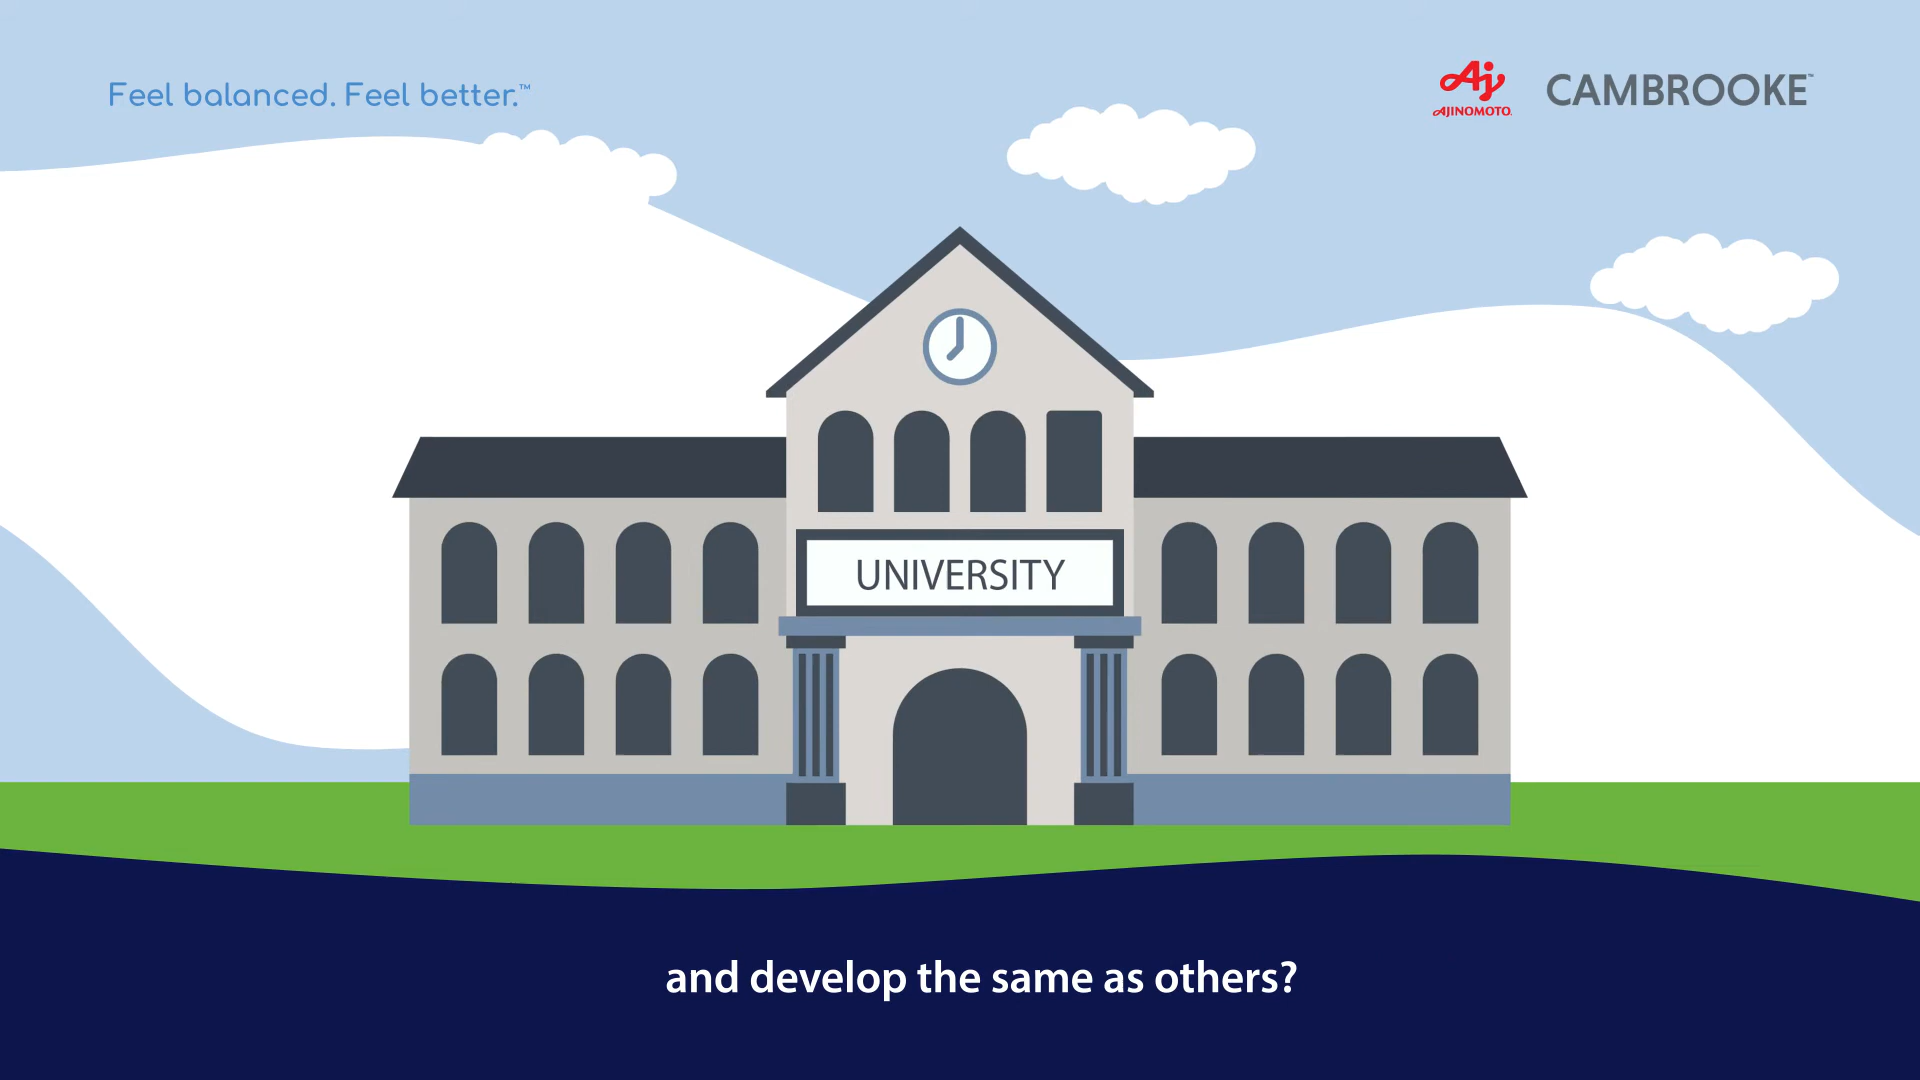 Feel balanced. Feel better.™
Aj
AJINOMOTO.
CAMBROOKE™
UNIVERSITY
and develop the same as others?